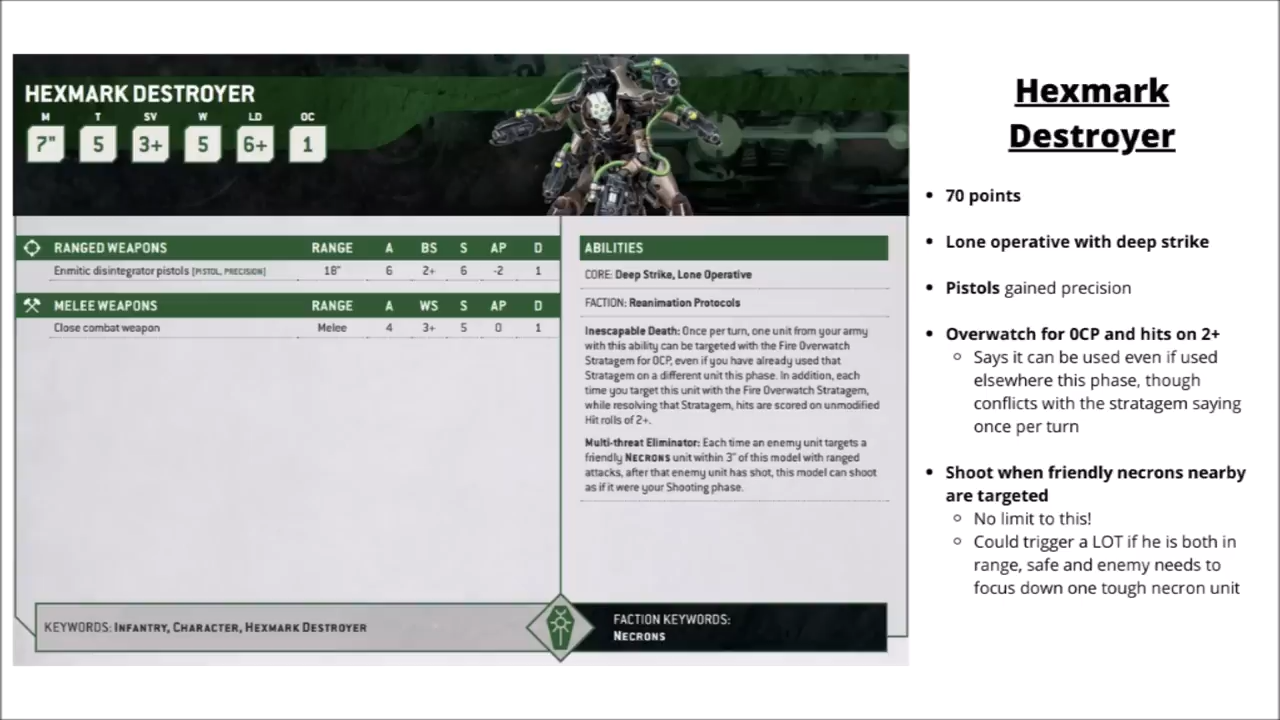 HEXMARK DESTROYER
M T SV W LD OC
7" 5 3+ 5 6+ 1
RANGED WEAPONS RANGE A BS S AP D
Enmitic disintegrator pistols [PISTOL, PRECISION] 18" 6 2+ 6 -2 1
MELEE WEAPONS RANGE A WS S AP D
Close combat weapon Melee 4 3+ 5 0 1
ABILITIES
CORE: Deep Strike, Lone Operative
FACTION: Reanimation Protocols
Inescapable Death: Once per turn, one unit from your army
with this ability can be targeted with the Fire Overwatch
Stratagem for 0CP, even if you have already used that
Stratagem on a different unit this phase. In addition, each
time you target this unit with the Fire Overwatch Stratagem,
while resolving that Stratagem, hits are scored on unmodified
Hit rolls of 2+.
Multi-threat Eliminator: Each time an enemy unit targets a
friendly NECRONS unit within 3" of this model with ranged
attacks, after that enemy unit has shot, this model can shoot
as if it were your Shooting phase.
KEYWORDS: INFANTRY, CHARACTER, HEXMARK DESTROYER
FACTION KEYWORDS:
NECRONS
Hexmark
Destroyer
• 70 points
• Lone operative with deep strike
• Pistols gained precision
• Overwatch for 0CP and hits on 2+
○ Says it can be used even if used
elsewhere this phase, though
conflicts with the stratagem saying
once per turn
• Shoot when friendly necrons nearby
are targeted
○ No limit to this!
○ Could trigger a LOT if he is both in
range, safe and enemy needs to
focus down one tough necron unit